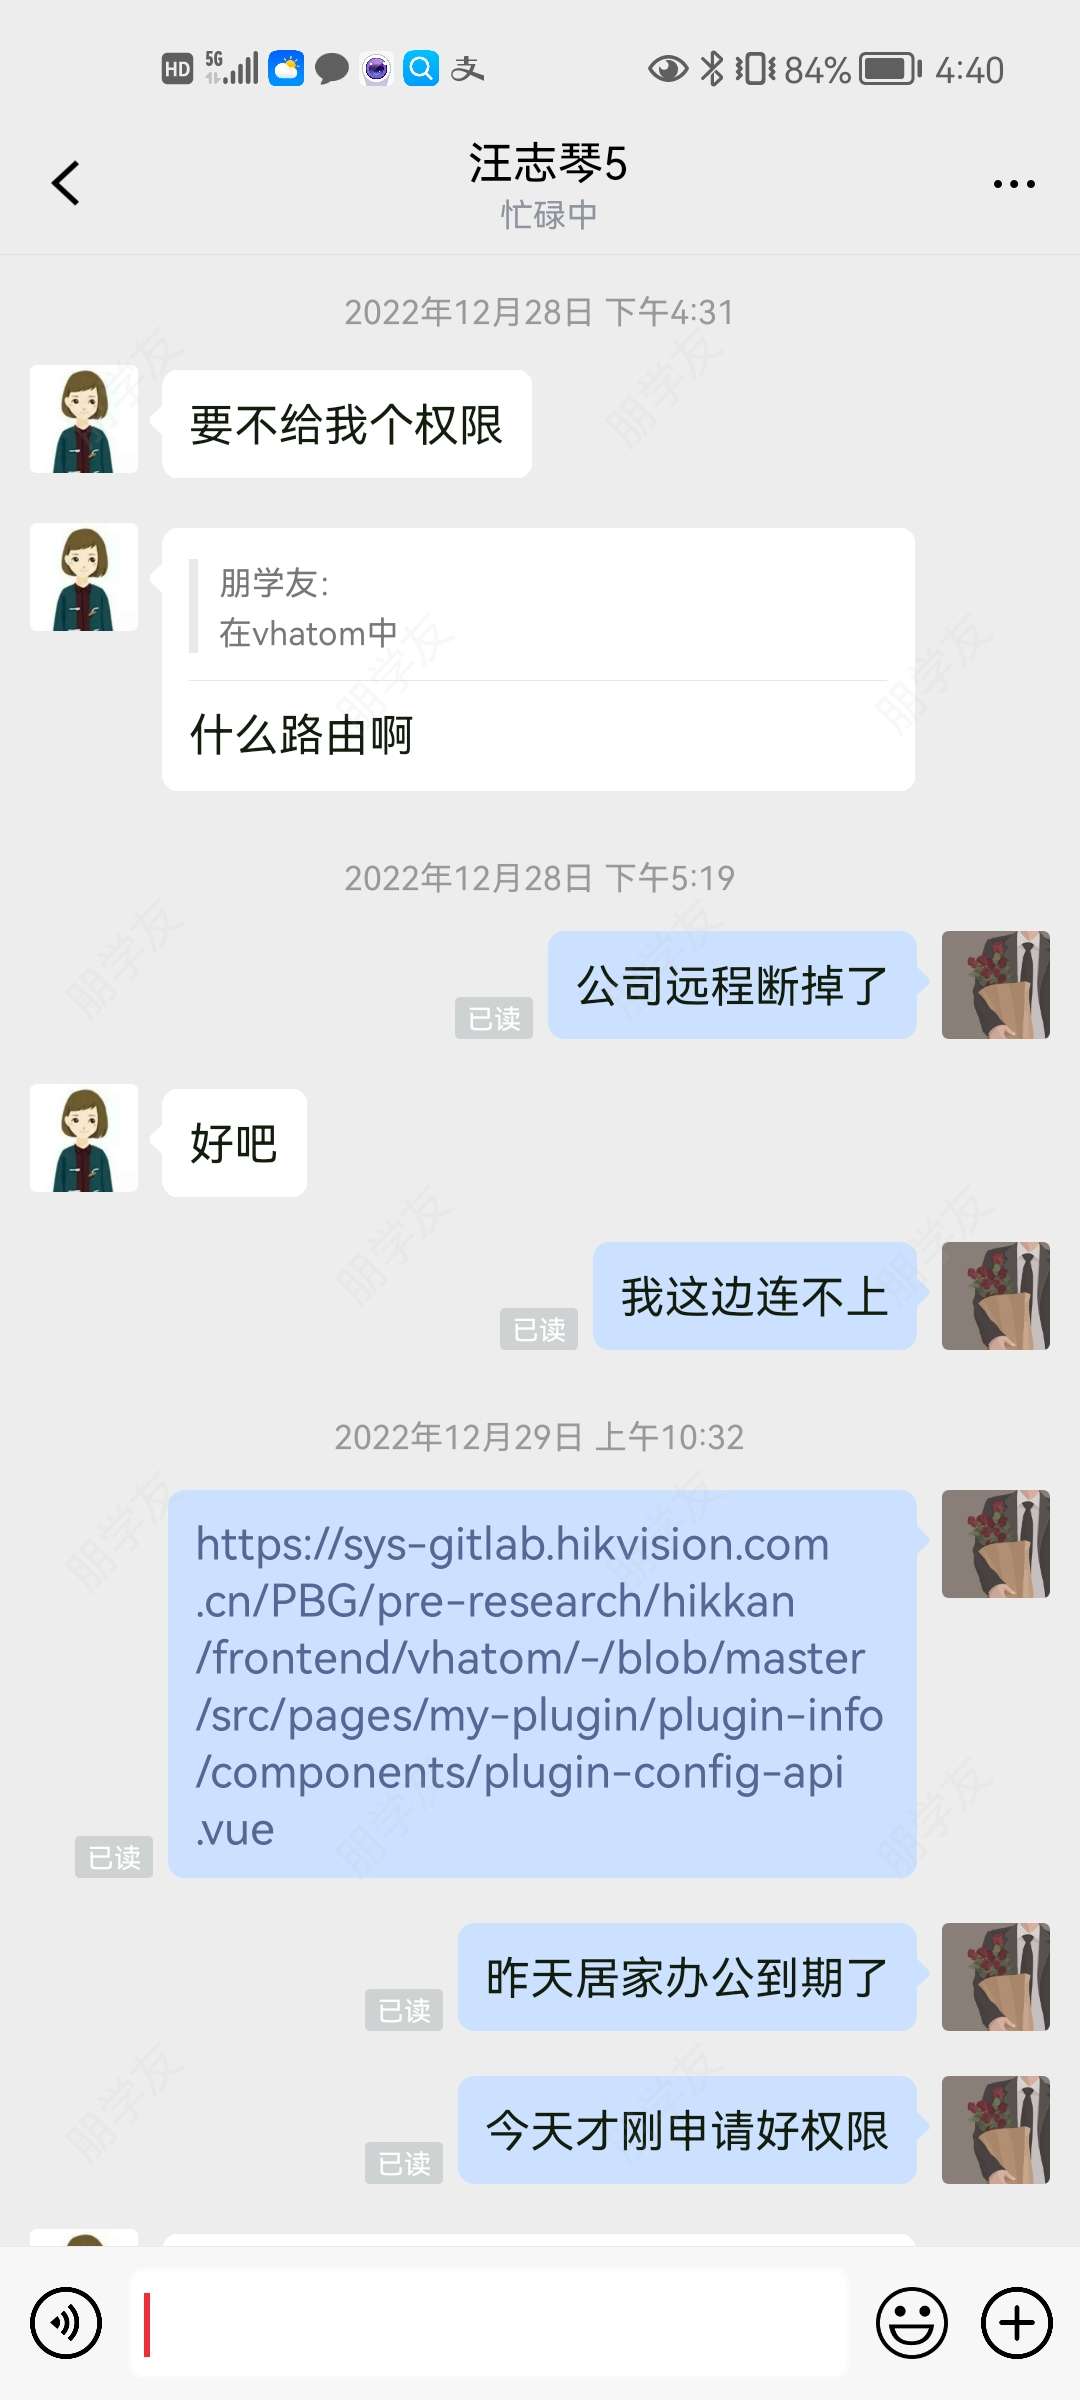 HD 5G 支 84% 4:40
汪志琴5
忙碌中
2022年12月28日 下午4:31
要不给我个权限
朋学友:
在vhatom中
什么路由啊
2022年12月28日 下午5:19
公司远程断掉了
已读
好吧
我这边连不上
已读
2022年12月29日 上午10:32
https://sys-gitlab.hikvision.com
.cn/PBG/pre-research/hikkan
/frontend/vhatom/-/blob/master
/src/pages/my-plugin/plugin-info
/components/plugin-config-api
.vue
已读
昨天居家办公到期了
已读
今天才刚申请好权限
已读
朋学友